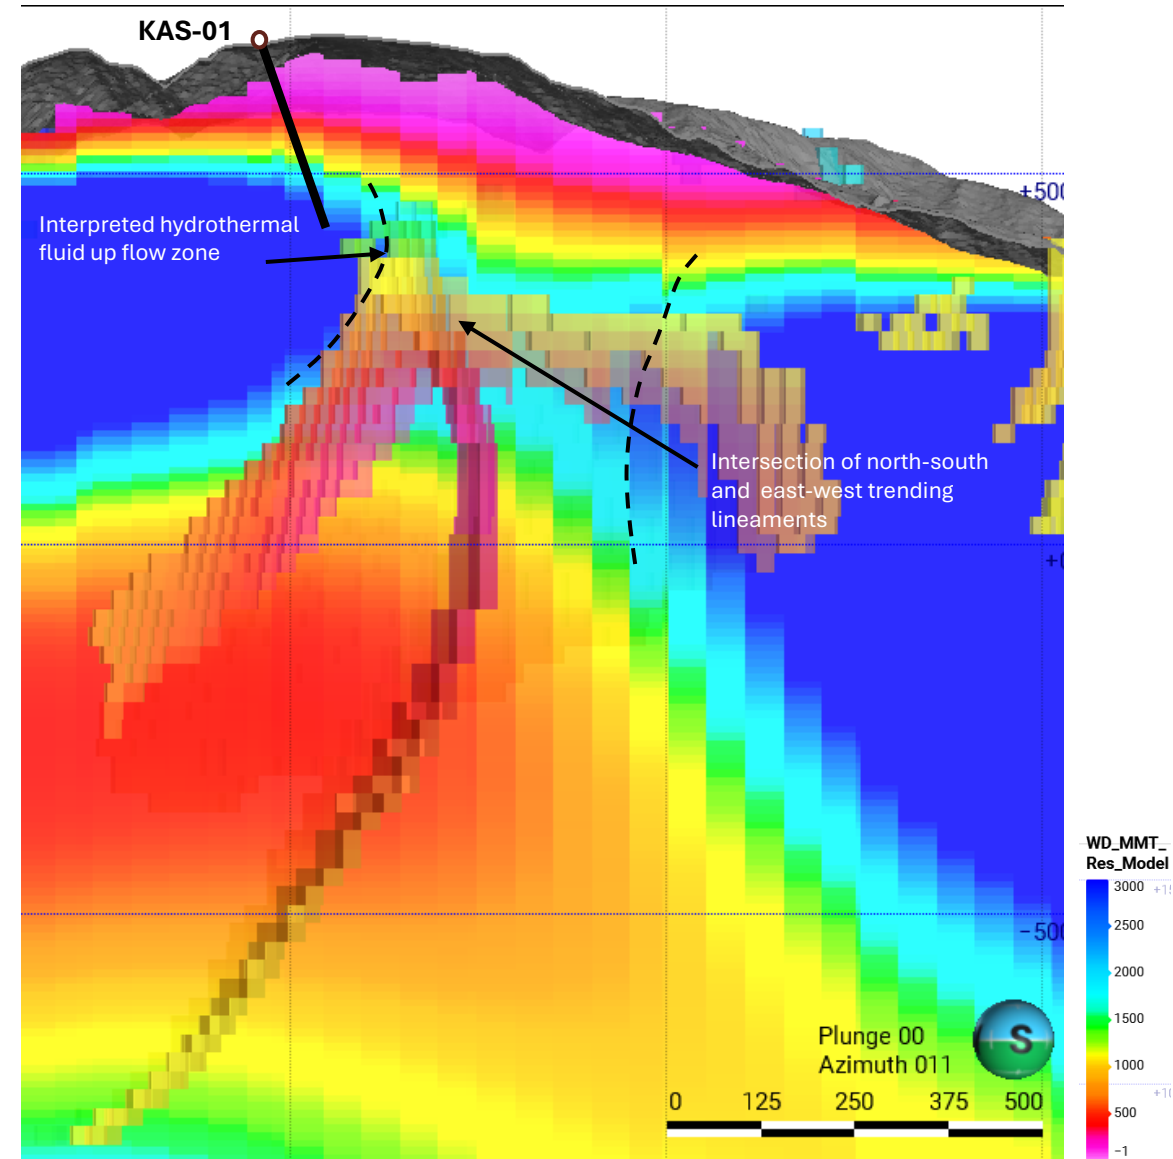 KAS-01
+500
Interpreted hydrothermal
fluid up flow zone
Intersection of north-south
and east-west trending
lineaments
-500
WD_MMT_
Res_Model
3000
2500
2000
1500
1000
500
-1
Plunge 00
Azimuth 011
S
0 125 250 375 500